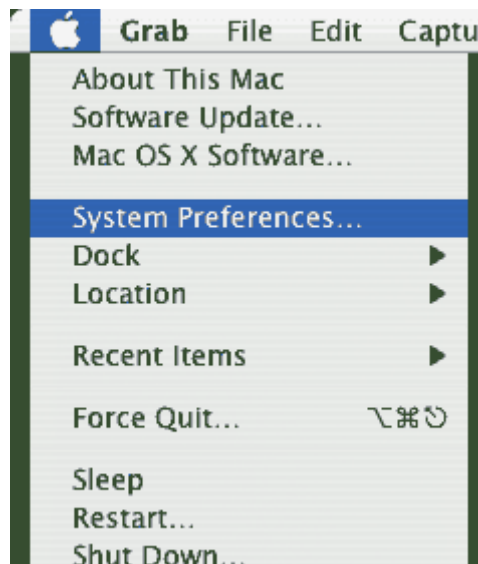 Grab File Edit Captu
About This Mac
Software Update...
Mac OS X Software...
System Preferences...
Dock
Location
Recent Items
Force Quit... ⌥⌘⎋
Sleep
Restart...
Shut Down...